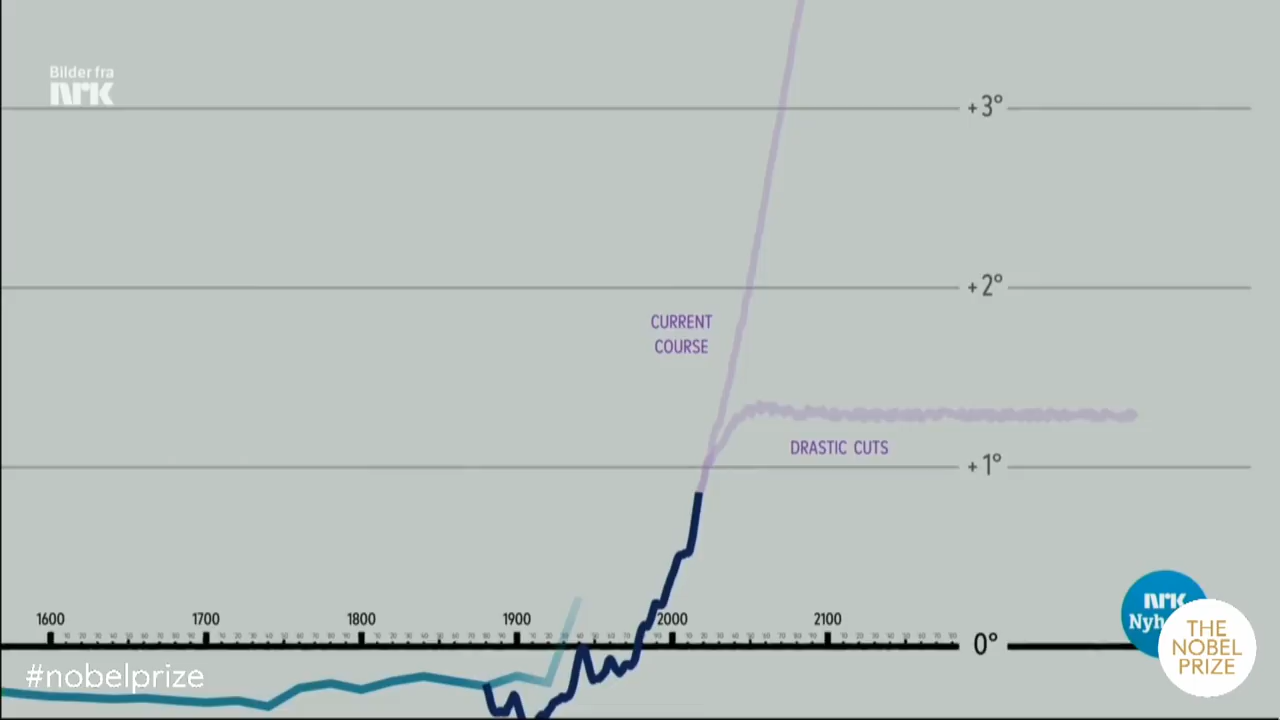 Bilder fra
nrk
+3°
+2°
CURRENT
COURSE
DRASTIC CUTS
+1°
1600 1700 1800 1900 2000 2100
0°
nrk
THE
NOBEL
PRIZE
#nobelprize